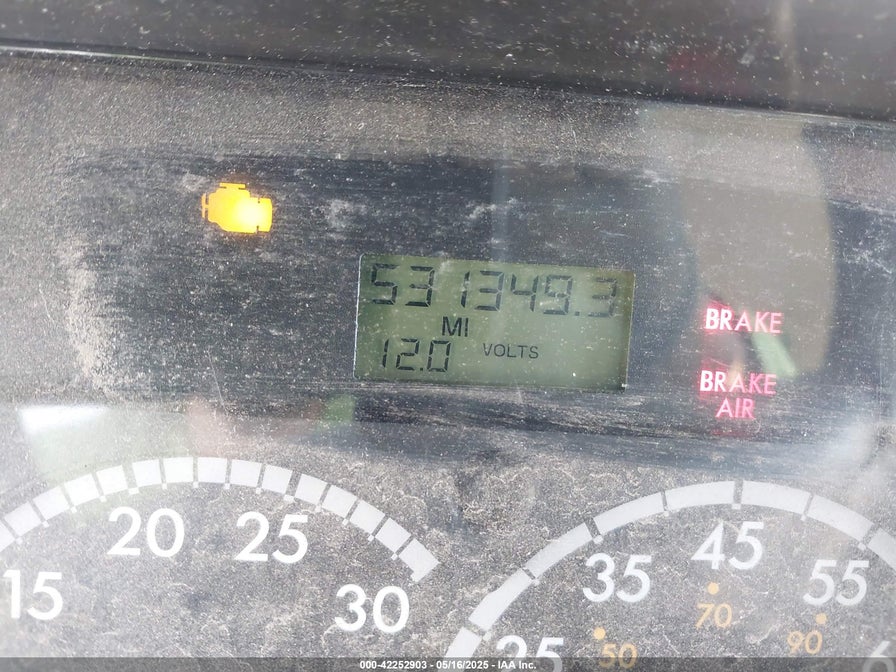 531349.3
MI
12.0 VOLTS
BRAKE
BRAKE
AIR
15 20 25 30
25 35 45 55
50 70 90
000-42252903 - 05/16/2025 - IAA Inc.